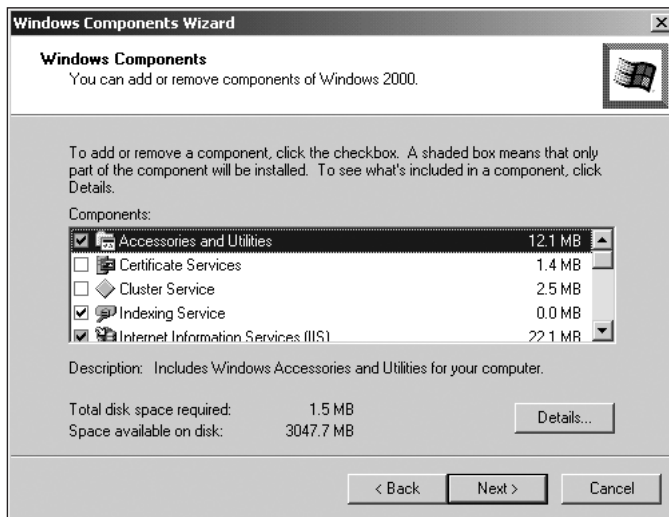 Windows Components Wizard
Windows Components
You can add or remove components of Windows 2000.
To add or remove a component, click the checkbox. A shaded box means that only
part of the component will be installed. To see what's included in a component, click
Details.
Components:
Accessories and Utilities 12.1 MB
Certificate Services 1.4 MB
Cluster Service 2.5 MB
Indexing Service 0.0 MB
Internet Information Services (IIS) 22.1 MB
Description: Includes Windows Accessories and Utilities for your computer.
Total disk space required: 1.5 MB
Space available on disk: 3047.7 MB
Details...
< Back Next > Cancel